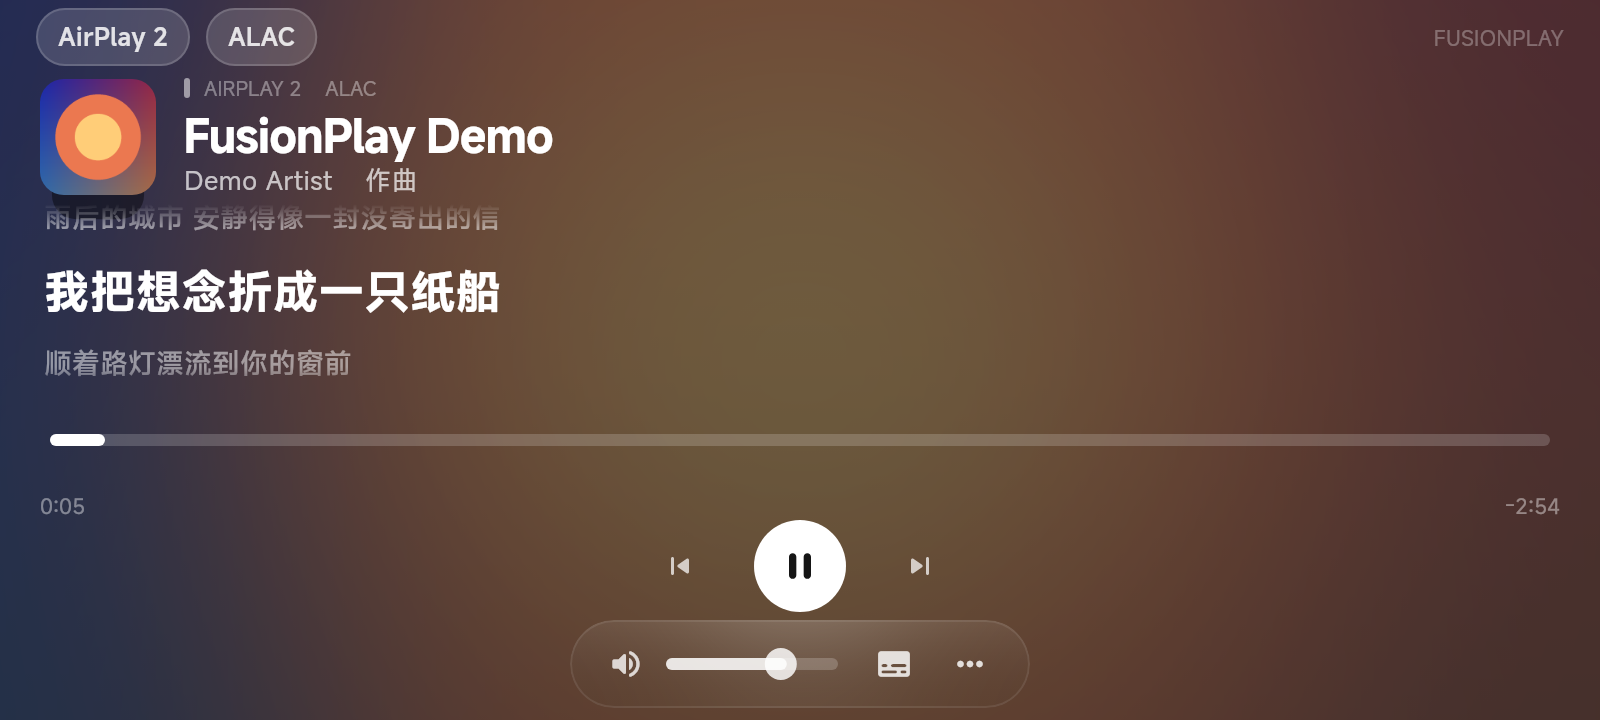 AirPlay 2 ALAC FUSIONPLAY
AIRPLAY 2 ALAC
FusionPlay Demo
Demo Artist 作曲
雨后的城市 安静得像一封没寄出的信
我把想念折成一只纸船
顺着路灯漂流到你的窗前
0:05 -2:54